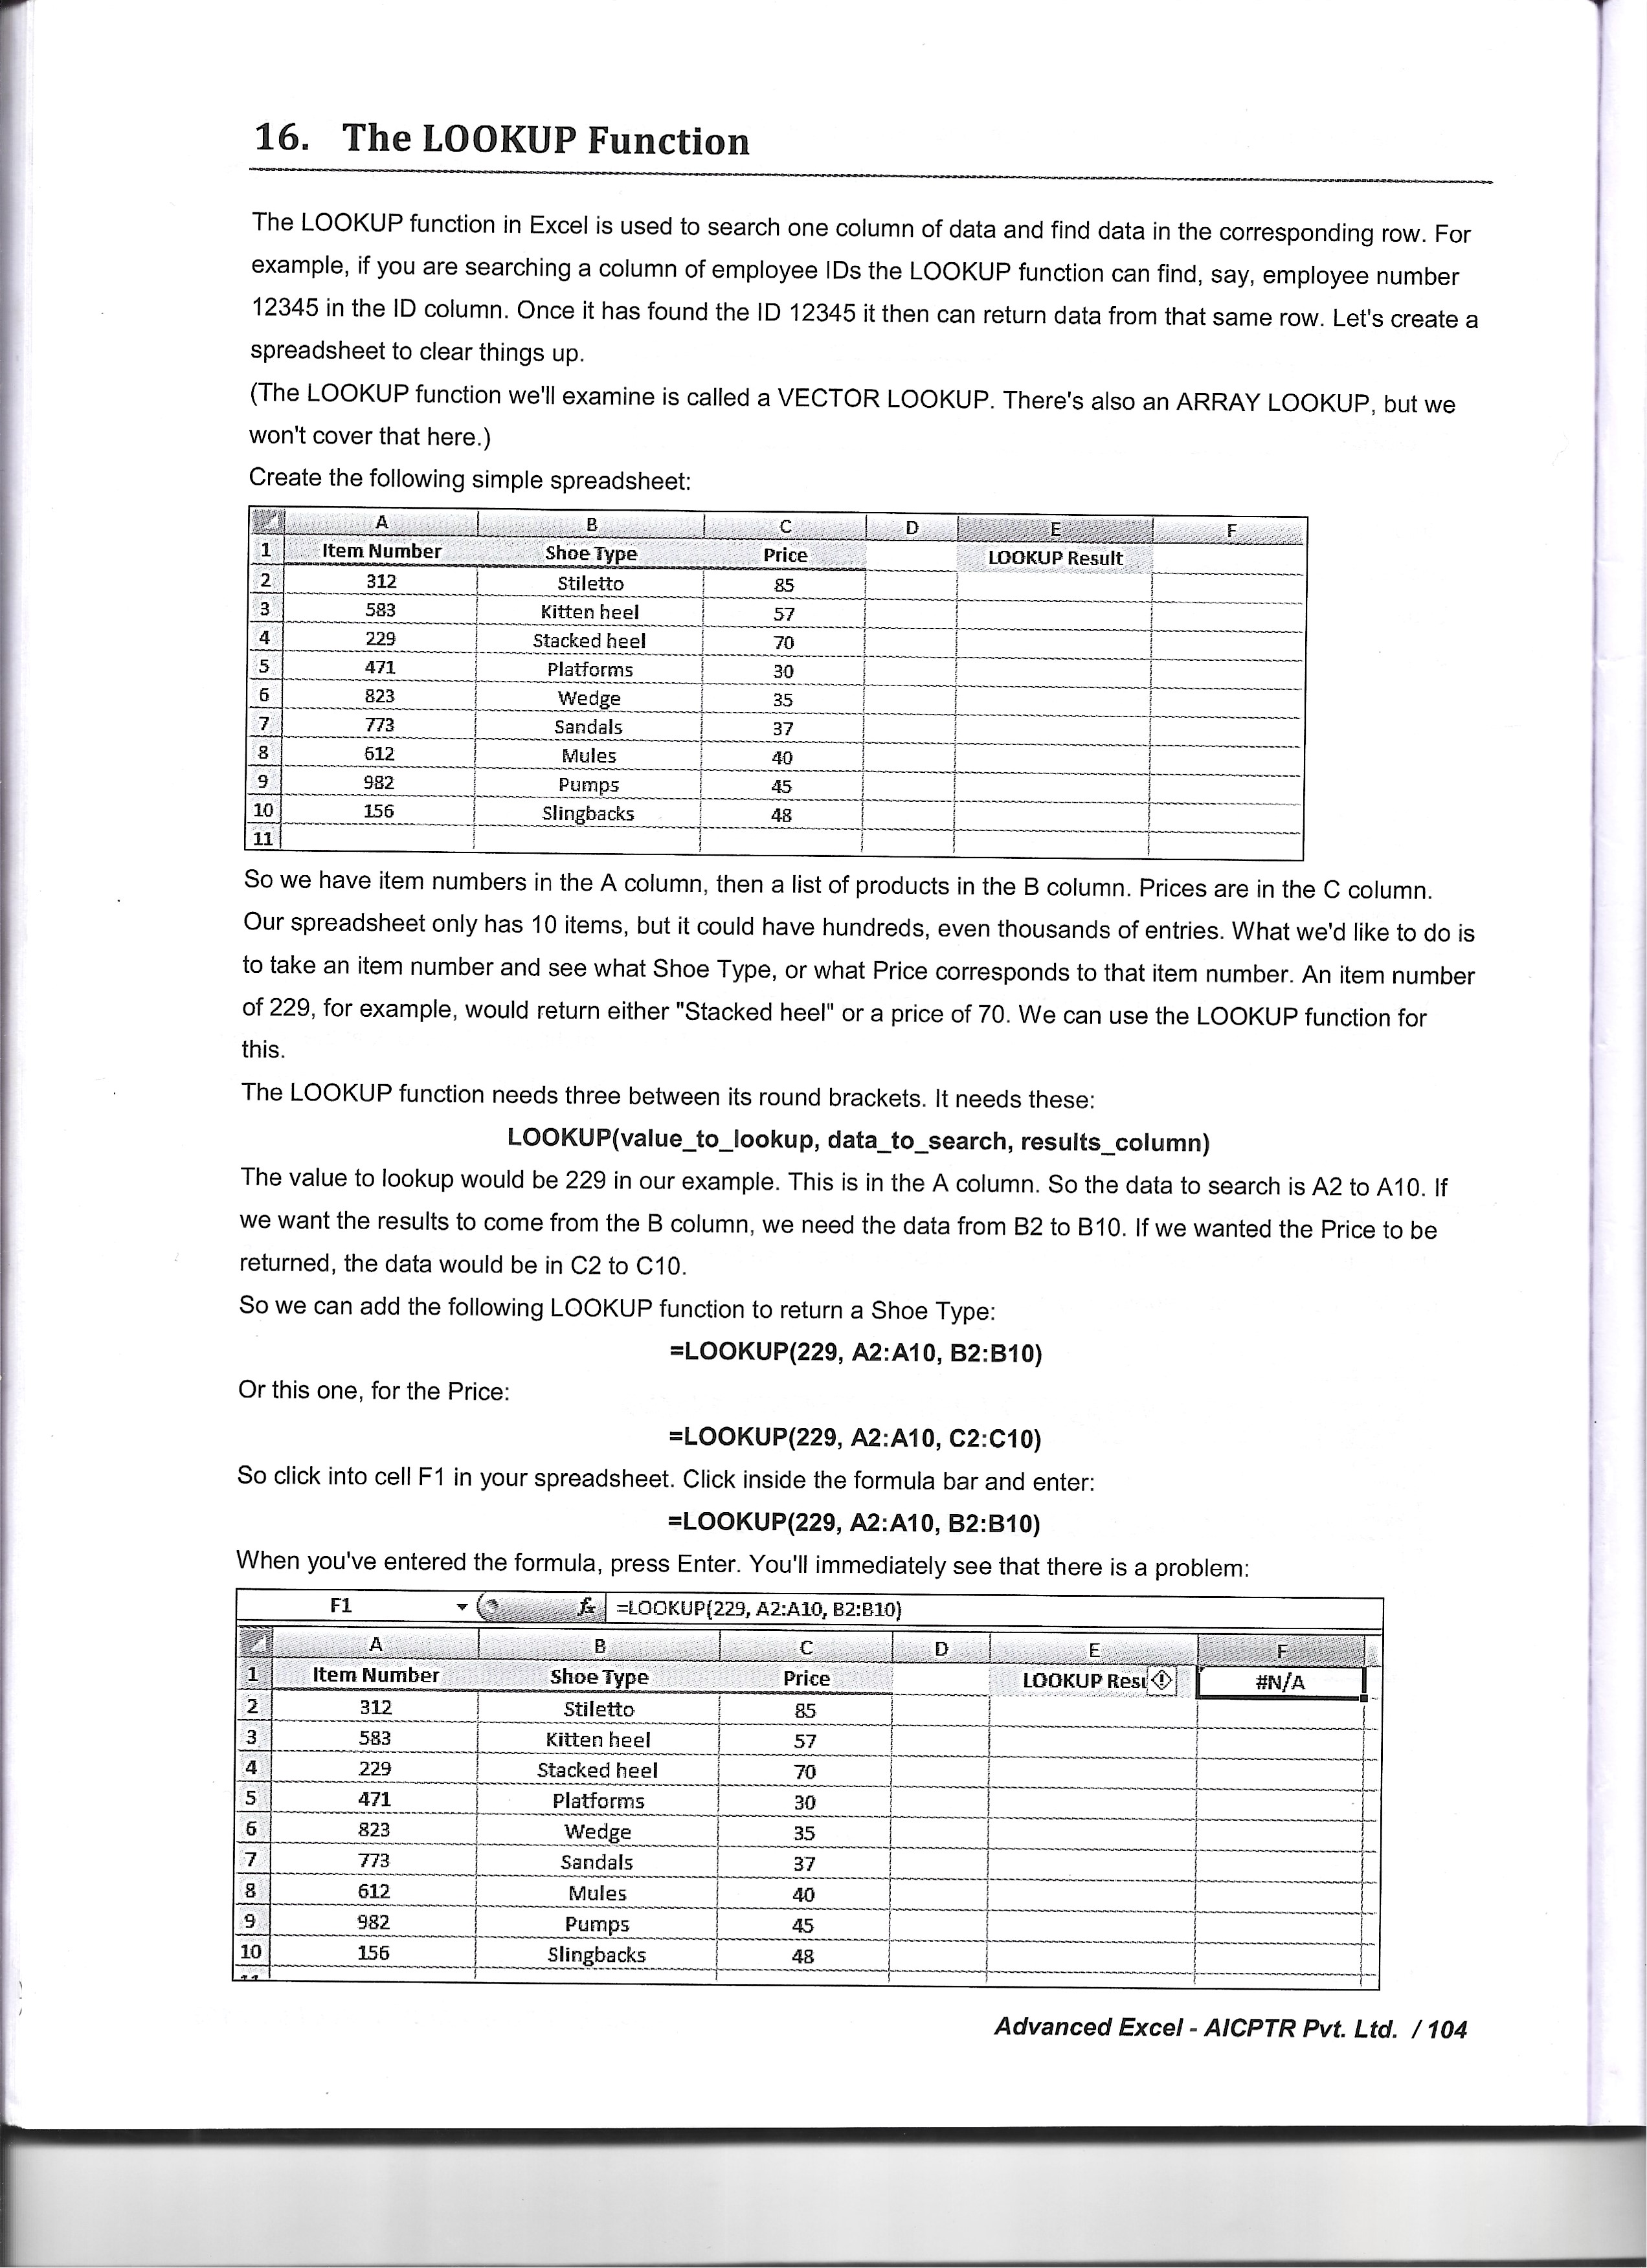 16. The LOOKUP Function
The LOOKUP function in Excel is used to search one column of data and find data in the corresponding row. For
example, if you are searching a column of employee IDs the LOOKUP function can find, say, employee number
12345 in the ID column. Once it has found the ID 12345 it then can return data from that same row. Let's create a
spreadsheet to clear things up.
(The LOOKUP function we'll examine is called a VECTOR LOOKUP. There's also an ARRAY LOOKUP, but we
won't cover that here.)
Create the following simple spreadsheet:
A B C D E F
1 Item Number Shoe Type Price LOOKUP Result
2 312 Stiletto 85
3 583 Kitten heel 57
4 229 Stacked heel 70
5 471 Platforms 30
6 823 Wedge 35
7 773 Sandals 37
8 612 Mules 40
9 982 Pumps 45
10 156 Slingbacks 48
11
So we have item numbers in the A column, then a list of products in the B column. Prices are in the C column.
Our spreadsheet only has 10 items, but it could have hundreds, even thousands of entries. What we'd like to do is
to take an item number and see what Shoe Type, or what Price corresponds to that item number. An item number
of 229, for example, would return either "Stacked heel" or a price of 70. We can use the LOOKUP function for
this.
The LOOKUP function needs three between its round brackets. It needs these:
LOOKUP(value_to_lookup, data_to_search, results_column)
The value to lookup would be 229 in our example. This is in the A column. So the data to search is A2 to A10. If
we want the results to come from the B column, we need the data from B2 to B10. If we wanted the Price to be
returned, the data would be in C2 to C10.
So we can add the following LOOKUP function to return a Shoe Type:
=LOOKUP(229, A2:A10, B2:B10)
Or this one, for the Price:
=LOOKUP(229, A2:A10, C2:C10)
So click into cell F1 in your spreadsheet. Click inside the formula bar and enter:
=LOOKUP(229, A2:A10, B2:B10)
When you've entered the formula, press Enter. You'll immediately see that there is a problem:
F1 fx =LOOKUP(229, A2:A10, B2:B10)
A B C D E F
1 Item Number Shoe Type Price LOOKUP Resu #N/A
2 312 Stiletto 85
3 583 Kitten heel 57
4 229 Stacked heel 70
5 471 Platforms 30
6 823 Wedge 35
7 773 Sandals 37
8 612 Mules 40
9 982 Pumps 45
10 156 Slingbacks 48
Advanced Excel - AICPTR Pvt. Ltd. / 104